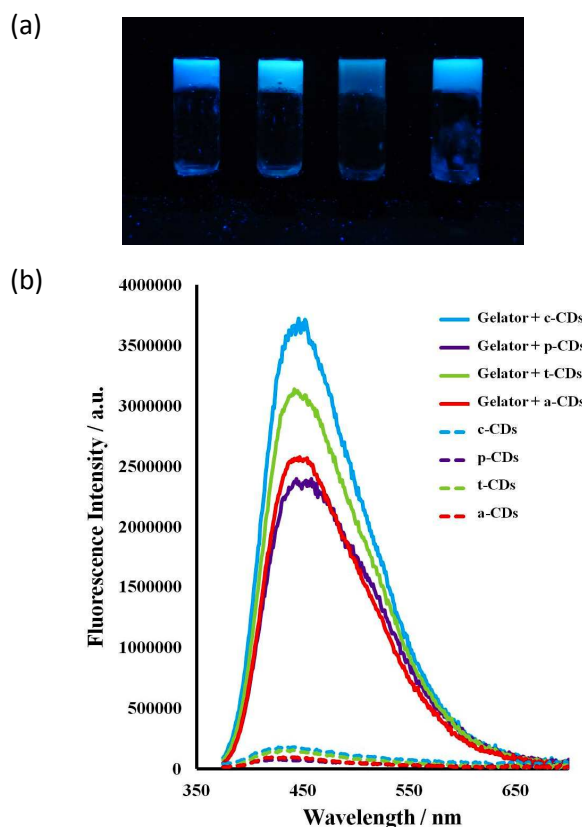 (a)
(b)
4000000
3500000
3000000
2500000
2000000
1500000
1000000
500000
0
Fluorescence Intensity / a.u.
Gelator + c-CDs
Gelator + p-CDs
Gelator + t-CDs
Gelator + a-CDs
c-CDs
p-CDs
t-CDs
a-CDs
350
450
550
650
Wavelength / nm